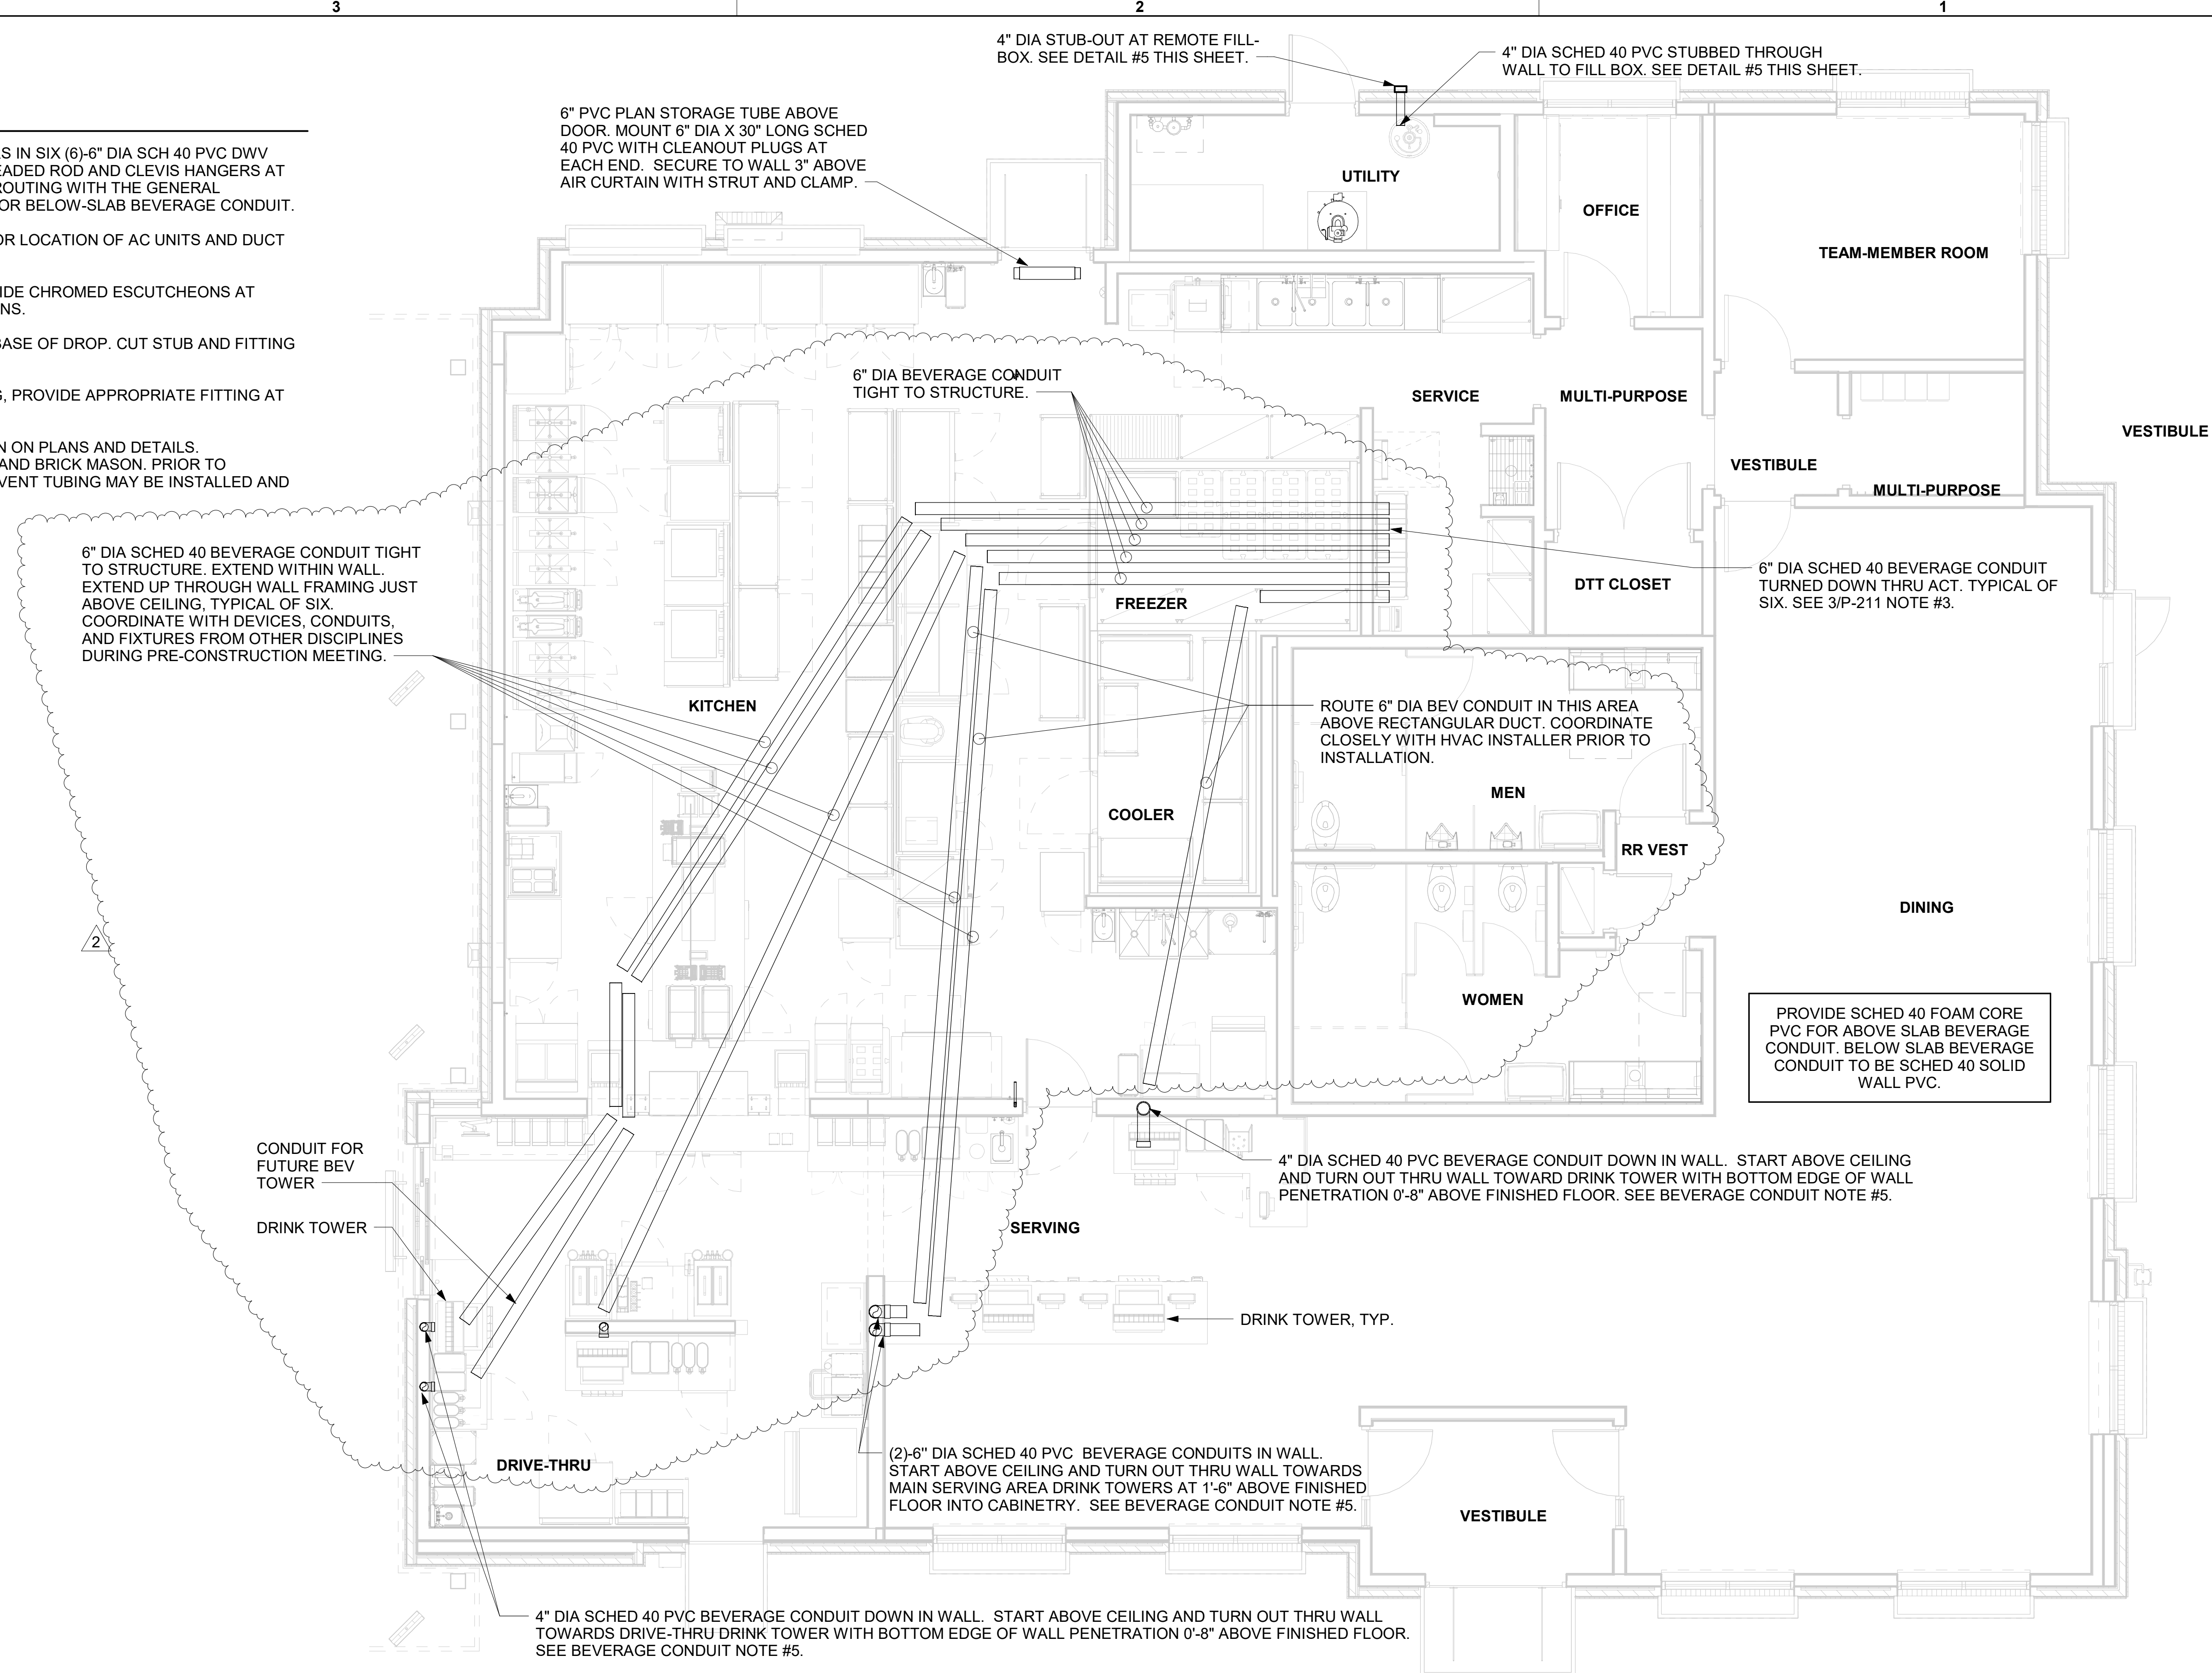 3
2
1
4" DIA STUB-OUT AT REMOTE FILL-
BOX. SEE DETAIL #5 THIS SHEET.
4" DIA SCHED 40 PVC STUBBED THROUGH
WALL TO FILL BOX. SEE DETAIL #5 THIS SHEET.
6" PVC PLAN STORAGE TUBE ABOVE
DOOR. MOUNT 6" DIA X 30" LONG SCHED
40 PVC WITH CLEANOUT PLUGS AT
EACH END. SECURE TO WALL 3" ABOVE
AIR CURTAIN WITH STRUT AND CLAMP.
S IN SIX (6)-6" DIA SCH 40 PVC DWV
EADED ROD AND CLEVIS HANGERS AT
ROUTING WITH THE GENERAL
OR BELOW-SLAB BEVERAGE CONDUIT.
OR LOCATION OF AC UNITS AND DUCT
IDE CHROMED ESCUTCHEONS AT
NS.
BASE OF DROP. CUT STUB AND FITTING
G, PROVIDE APPROPRIATE FITTING AT
N ON PLANS AND DETAILS.
AND BRICK MASON. PRIOR TO
VENT TUBING MAY BE INSTALLED AND
UTILITY
OFFICE
TEAM-MEMBER ROOM
6" DIA BEVERAGE CONDUIT
TIGHT TO STRUCTURE.
SERVICE
MULTI-PURPOSE
VESTIBULE
VESTIBULE
MULTI-PURPOSE
6" DIA SCHED 40 BEVERAGE CONDUIT TIGHT
TO STRUCTURE. EXTEND WITHIN WALL.
EXTEND UP THROUGH WALL FRAMING JUST
ABOVE CEILING, TYPICAL OF SIX.
COORDINATE WITH DEVICES, CONDUITS,
AND FIXTURES FROM OTHER DISCIPLINES
DURING PRE-CONSTRUCTION MEETING.
FREEZER
DTT CLOSET
6" DIA SCHED 40 BEVERAGE CONDUIT
TURNED DOWN THRU ACT. TYPICAL OF
SIX. SEE 3/P-211 NOTE #3.
KITCHEN
ROUTE 6" DIA BEV CONDUIT IN THIS AREA
ABOVE RECTANGULAR DUCT. COORDINATE
CLOSELY WITH HVAC INSTALLER PRIOR TO
INSTALLATION.
MEN
COOLER
RR VEST
DINING
2
WOMEN
PROVIDE SCHED 40 FOAM CORE
PVC FOR ABOVE SLAB BEVERAGE
CONDUIT. BELOW SLAB BEVERAGE
CONDUIT TO BE SCHED 40 SOLID
WALL PVC.
CONDUIT FOR
FUTURE BEV
TOWER
DRINK TOWER
4" DIA SCHED 40 PVC BEVERAGE CONDUIT DOWN IN WALL. START ABOVE CEILING
AND TURN OUT THRU WALL TOWARD DRINK TOWER WITH BOTTOM EDGE OF WALL
PENETRATION 0'-8" ABOVE FINISHED FLOOR. SEE BEVERAGE CONDUIT NOTE #5.
SERVING
DRINK TOWER, TYP.
DRIVE-THRU
(2)-6" DIA SCHED 40 PVC BEVERAGE CONDUITS IN WALL.
START ABOVE CEILING AND TURN OUT THRU WALL TOWARDS
MAIN SERVING AREA DRINK TOWERS AT 1'-6" ABOVE FINISHED
FLOOR INTO CABINETRY. SEE BEVERAGE CONDUIT NOTE #5.
VESTIBULE
4" DIA SCHED 40 PVC BEVERAGE CONDUIT DOWN IN WALL. START ABOVE CEILING AND TURN OUT THRU WALL
TOWARDS DRIVE-THRU DRINK TOWER WITH BOTTOM EDGE OF WALL PENETRATION 0'-8" ABOVE FINISHED FLOOR.
SEE BEVERAGE CONDUIT NOTE #5.